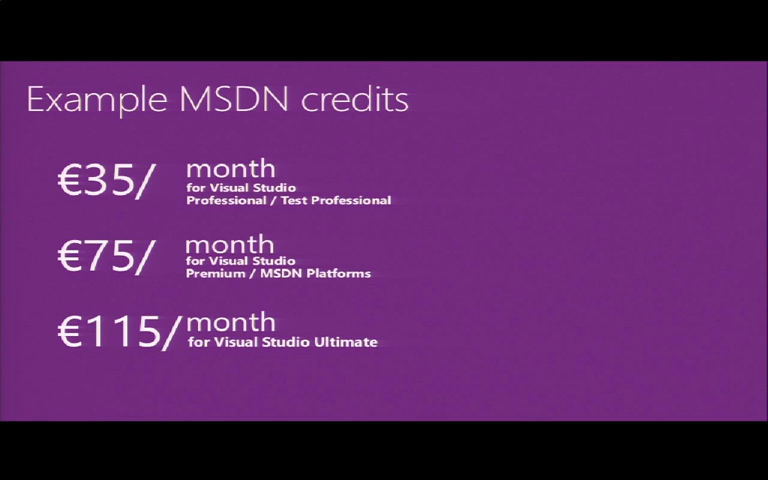 Example MSDN credits
€35/ month
for Visual Studio
Professional / Test Professional
€75/ month
for Visual Studio
Premium / MSDN Platforms
€115/ month
for Visual Studio Ultimate